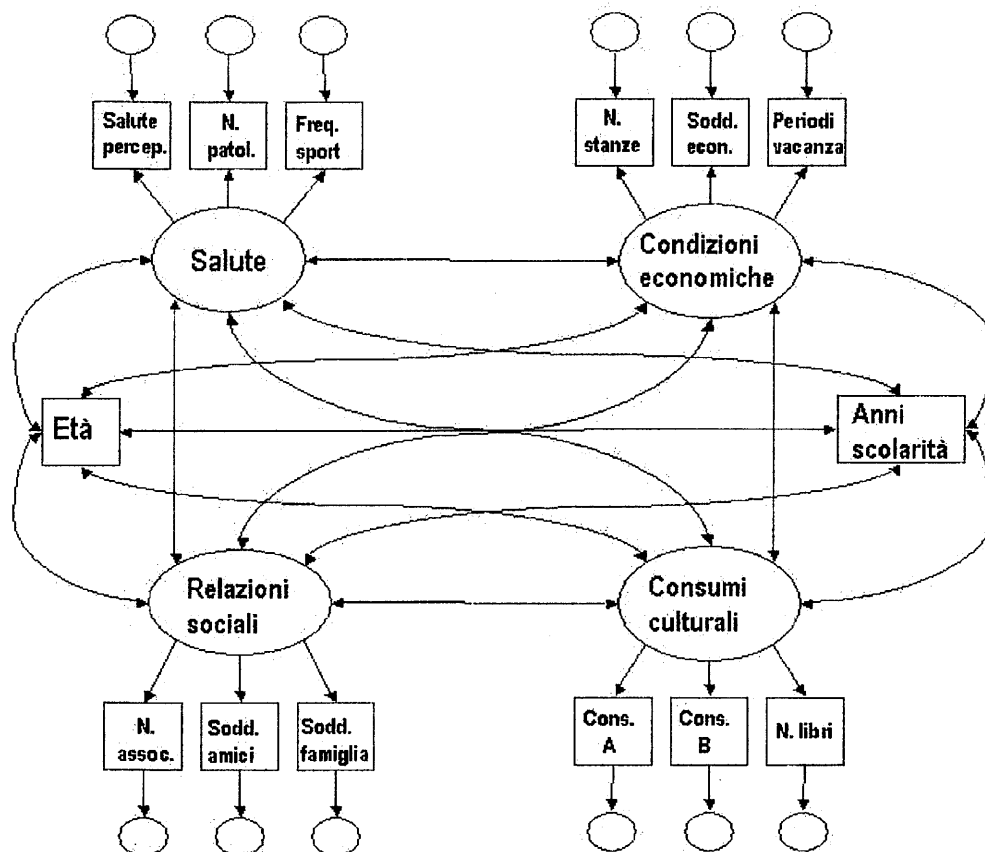 Salute
percep.
N.
patol.
Freq.
sport
N.
stanze
Sodd.
econ.
Periodi
vacanza
Salute
Condizioni
economiche
Età
Anni
scolarità
Relazioni
sociali
Consumi
culturali
N.
assoc.
Sodd.
amici
Sodd.
famiglia
Cons.
A
Cons.
B
N. libri